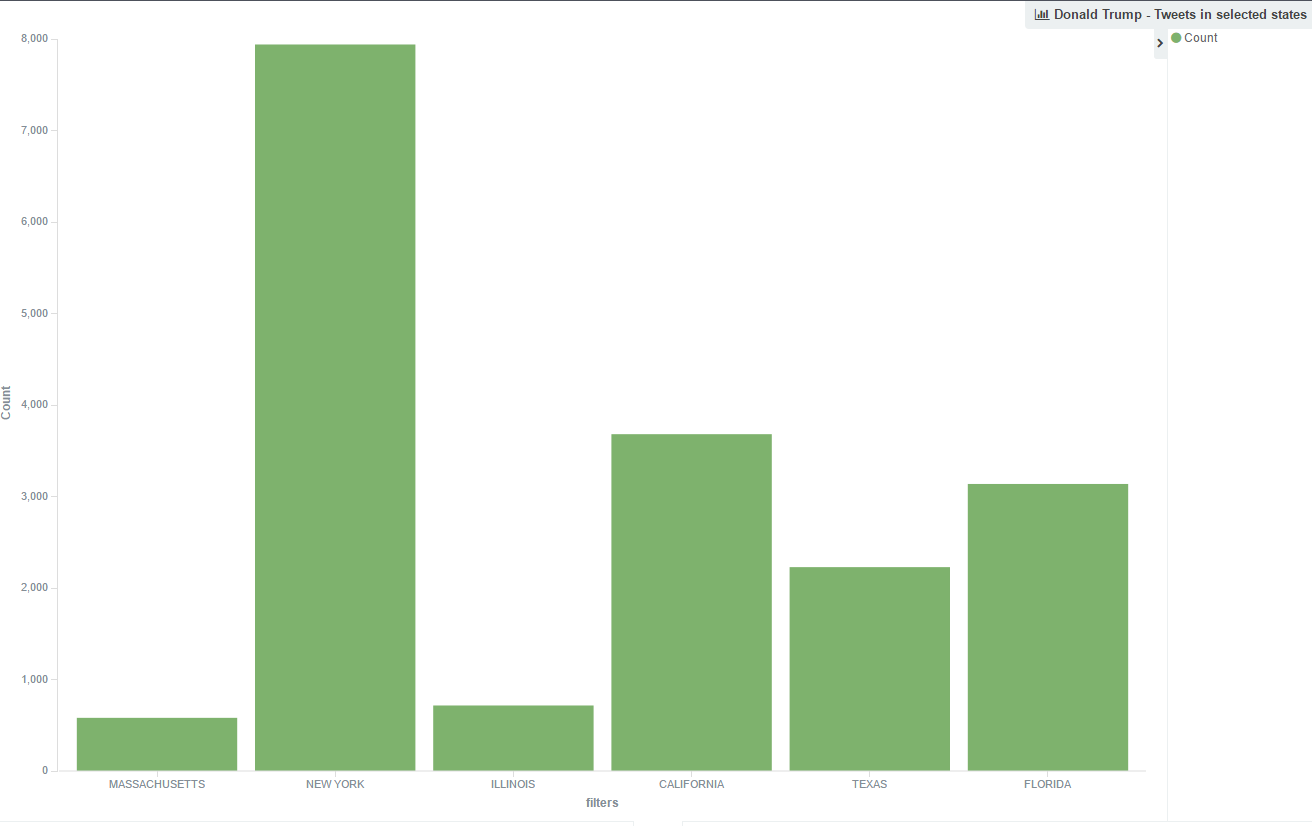 Donald Trump - Tweets in selected states
Count
8,000
7,000
6,000
5,000
4,000
3,000
2,000
1,000
0
Count
MASSACHUSETTS
NEW YORK
ILLINOIS
CALIFORNIA
TEXAS
FLORIDA
filters